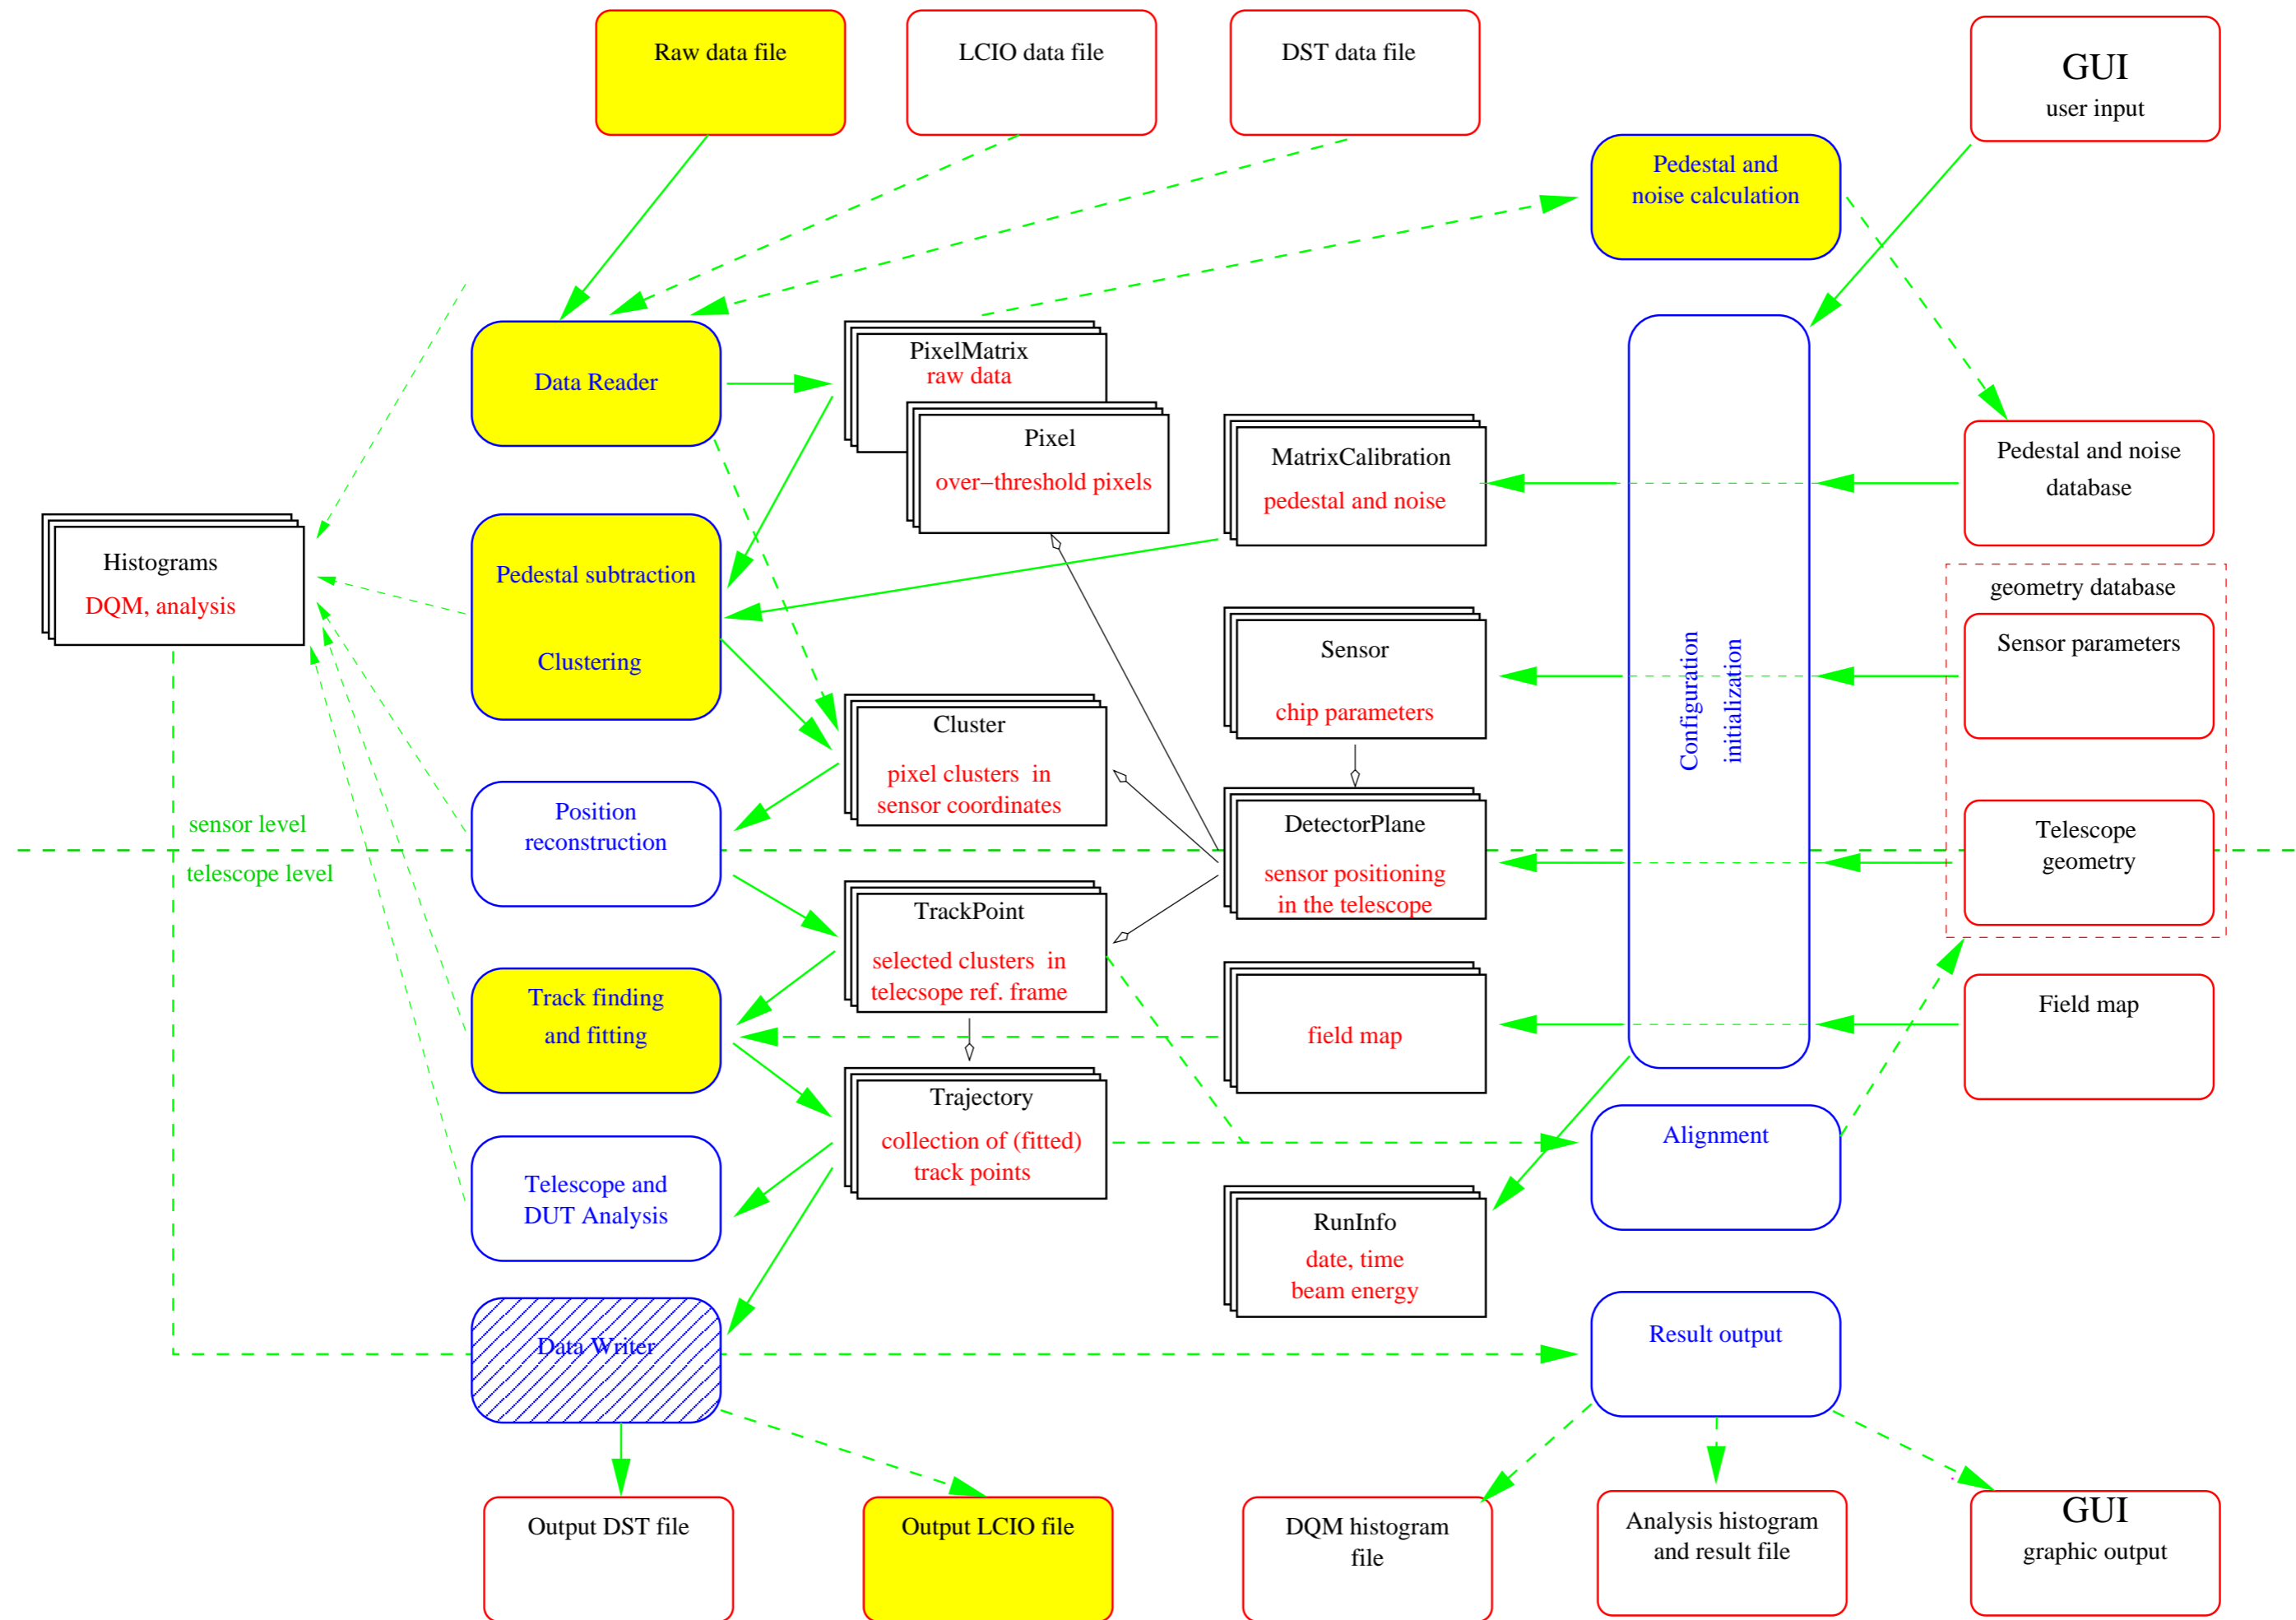 Raw data file
LCIO data file
DST data file
GUI
user input
Pedestal and
noise calculation
Data Reader
PixelMatrix
raw data
Pixel
over−threshold pixels
MatrixCalibration
pedestal and noise
Pedestal and noise
database
Histograms
DQM, analysis
Pedestal subtraction
Clustering
geometry database
Sensor parameters
Sensor
chip parameters
Configuration
initialization
Cluster
pixel clusters in
sensor coordinates
Position
reconstruction
sensor level
telescope level
DetectorPlane
sensor positioning
in the telescope
Telescope
geometry
TrackPoint
selected clusters in
telecsope ref. frame
Track finding
and fitting
field map
Field map
Trajectory
collection of (fitted)
track points
Alignment
Telescope and
DUT Analysis
RunInfo
date, time
beam energy
Data Writer
Result output
Output DST file
Output LCIO file
DQM histogram
file
Analysis histogram
and result file
GUI
graphic output